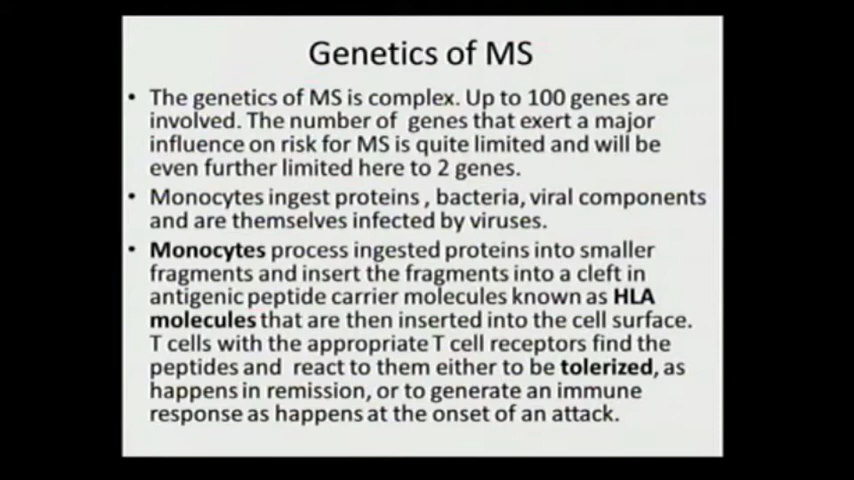 Genetics of MS
• The genetics of MS is complex. Up to 100 genes are
involved. The number of genes that exert a major
influence on risk for MS is quite limited and will be
even further limited here to 2 genes.
• Monocytes ingest proteins , bacteria, viral components
and are themselves infected by viruses.
• Monocytes process ingested proteins into smaller
fragments and insert the fragments into a cleft in
antigenic peptide carrier molecules known as HLA
molecules that are then inserted into the cell surface.
T cells with the appropriate T cell receptors find the
peptides and react to them either to be tolerized, as
happens in remission, or to generate an immune
response as happens at the onset of an attack.